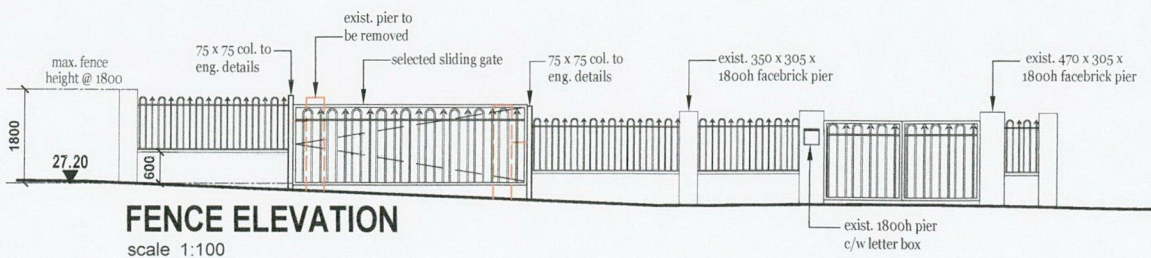 exist. pier to
be removed
max. fence
height @ 1800
75 x 75 col. to
eng. details
selected sliding gate
75 x 75 col. to
eng. details
exist. 350 x 305 x
1800h facebrick pier
exist. 470 x 305 x
1800h facebrick pier
1800
27.20
600
FENCE ELEVATION
scale 1:100
exist. 1800h pier
c/w letter box